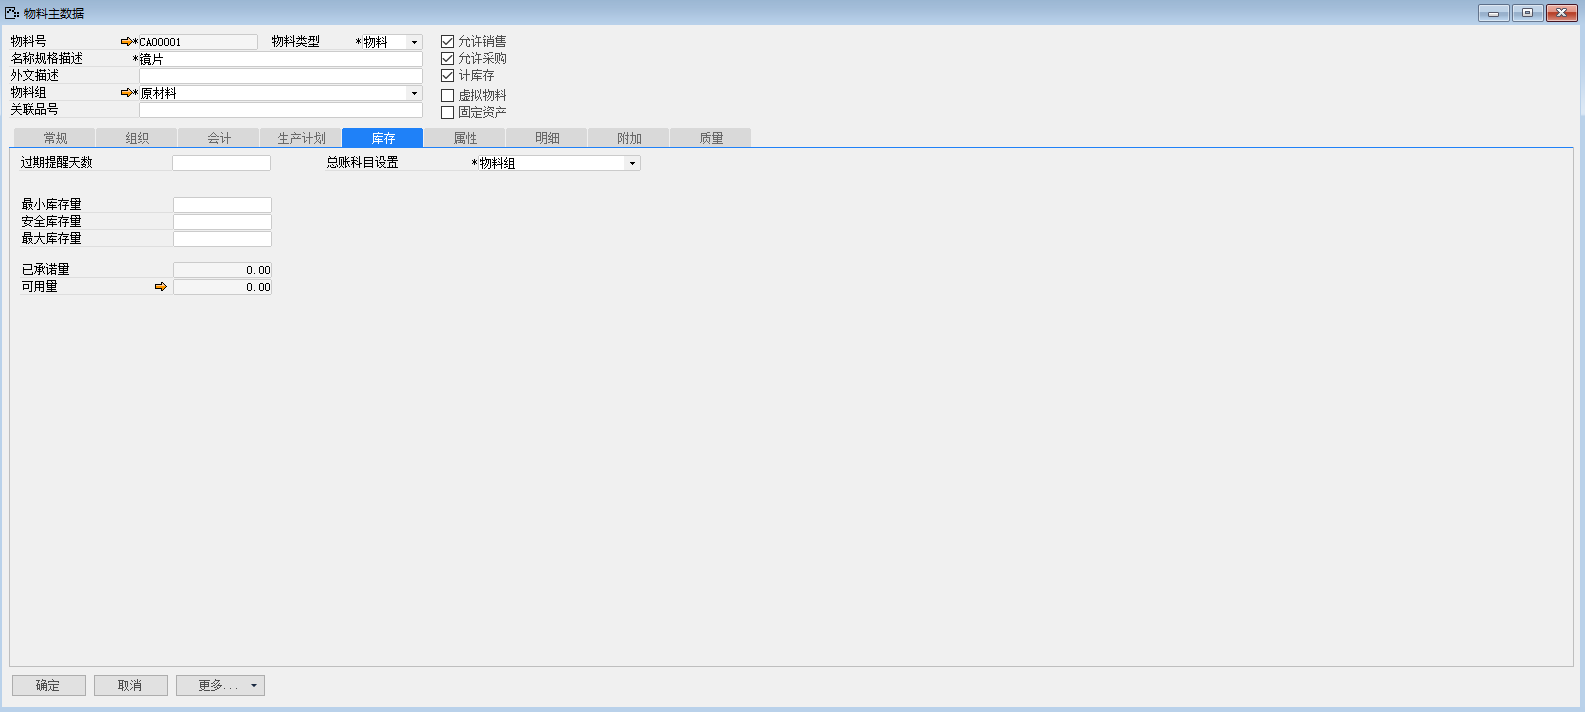 物料主数据
物料号 *CA00001 物料类型 *物料 允许销售
名称规格描述 *镜片 允许采购
外文描述 计库存
物料组 *原材料 虚拟物料
关联品号 固定资产
常规 组织 会计 生产计划 库存 属性 明细 附加 质量
过期提醒天数 总账科目设置 *物料组
最小库存量
安全库存量
最大库存量
已承诺量 0.00
可用量 0.00
确定 取消 更多...